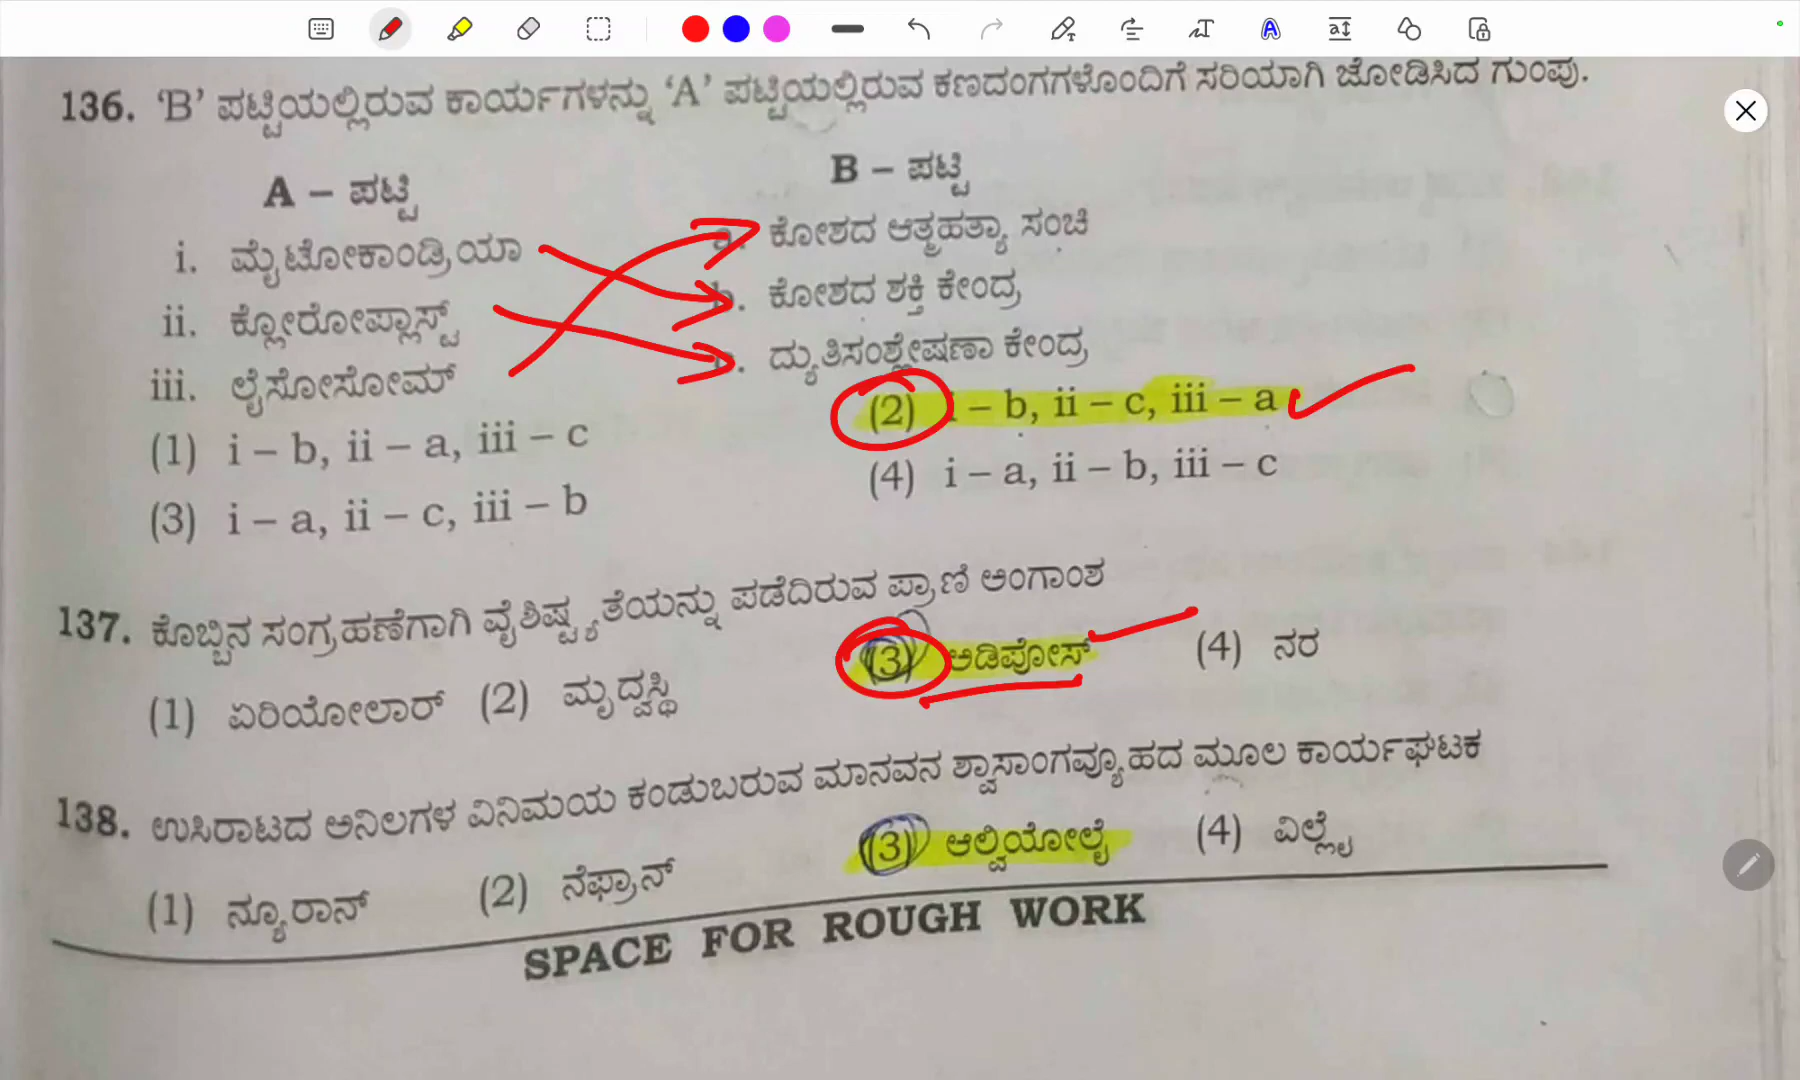 136. ‘B’ ಪಟ್ಟಿಯಲ್ಲಿರುವ ಕಾರ್ಯಗಳನ್ನು ‘A’ ಪಟ್ಟಿಯಲ್ಲಿರುವ ಕಣದಂಗಗಳೊಂದಿಗೆ ಸರಿಯಾಗಿ ಜೋಡಿಸಿದ ಗುಂಪು.
A – ಪಟ್ಟಿ B – ಪಟ್ಟಿ
i. ಮೈಟೋಕಾಂಡ್ರಿಯಾ a. ಕೋಶದ ಆತ್ಮಹತ್ಯಾ ಸಂಚಿ
ii. ಕ್ಲೋರೋಪ್ಲಾಸ್ಟ್ b. ಕೋಶದ ಶಕ್ತಿ ಕೇಂದ್ರ
iii. ಲೈಸೋಸೋಮ್ ದ್ಯುತಿಸಂಶ್ಲೇಷಣಾ ಕೇಂದ್ರ
(1) i – b, ii – a, iii – c (2) i – b, ii – c, iii – a
(3) i – a, ii – c, iii – b (4) i – a, ii – b, iii – c
137. ಕೊಬ್ಬಿನ ಸಂಗ್ರಹಣೆಗಾಗಿ ವೈಶಿಷ್ಟ್ಯತೆಯನ್ನು ಪಡೆದಿರುವ ಪ್ರಾಣಿ ಅಂಗಾಂಶ
(1) ಏರಿಯೋಲಾರ್ (2) ಮೃದ್ವಸ್ಥಿ (3) ಅಡಿಪೋಸ್ (4) ನರ
138. ಉಸಿರಾಟದ ಅನಿಲಗಳ ವಿನಿಮಯ ಕಂಡುಬರುವ ಮಾನವನ ಶ್ವಾಸಾಂಗವ್ಯೂಹದ ಮೂಲ ಕಾರ್ಯಘಟಕ
(1) ನ್ಯೂರಾನ್ (2) ನೆಫ್ರಾನ್ (3) ಆಲ್ವಿಯೋಲೈ (4) ವಿಲ್ಲೈ
SPACE FOR ROUGH WORK